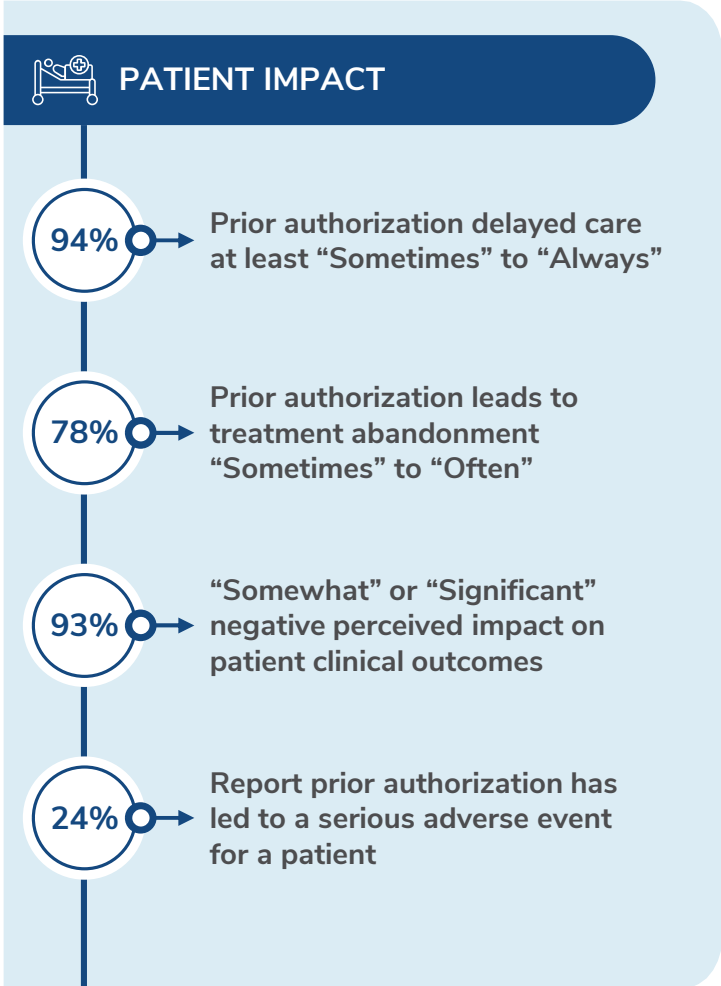 PATIENT IMPACT
94%
Prior authorization delayed care
at least “Sometimes” to “Always”
78%
Prior authorization leads to
treatment abandonment
“Sometimes” to “Often”
93%
“Somewhat” or “Significant”
negative perceived impact on
patient clinical outcomes
24%
Report prior authorization has
led to a serious adverse event
for a patient